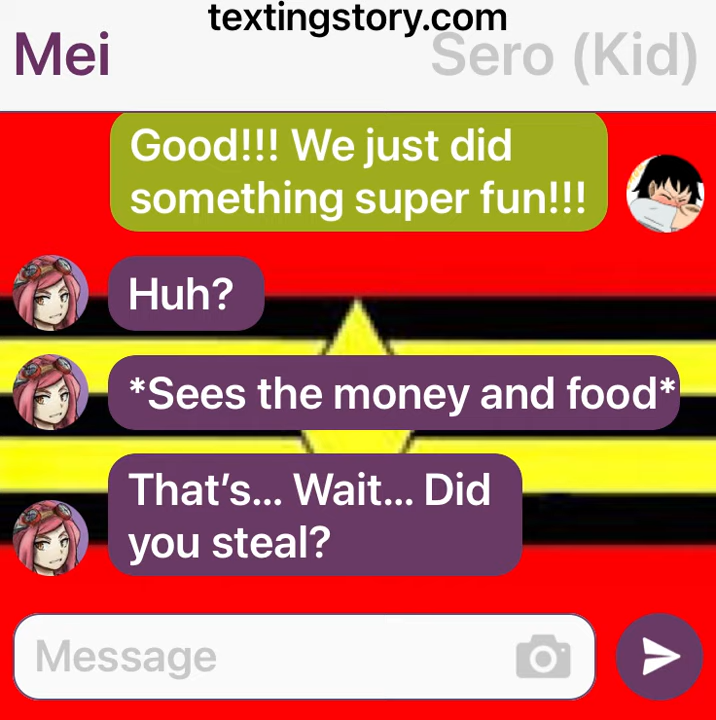 textingstory.com
Mei
Sero (Kid)
Good!!! We just did
something super fun!!!
Huh?
*Sees the money and food*
That’s... Wait... Did
you steal?
Message